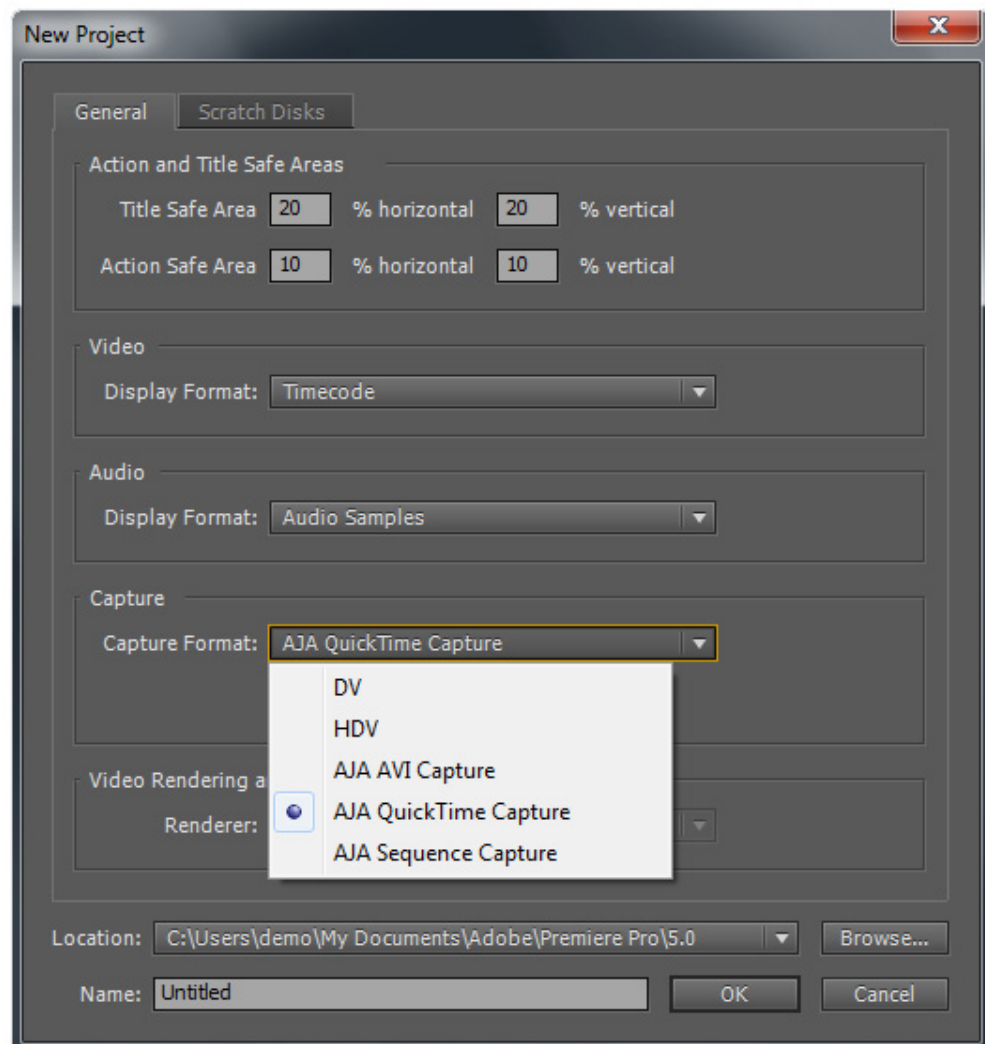 New Project
General Scratch Disks
Action and Title Safe Areas
Title Safe Area 20 % horizontal 20 % vertical
Action Safe Area 10 % horizontal 10 % vertical
Video
Display Format: Timecode
Audio
Display Format: Audio Samples
Capture
Capture Format: AJA QuickTime Capture
DV
HDV
AJA AVI Capture
AJA QuickTime Capture
AJA Sequence Capture
Video Rendering
Renderer:
Location: C:\Users\demo\My Documents\Adobe\Premiere Pro\5.0 Browse...
Name: Untitled OK Cancel